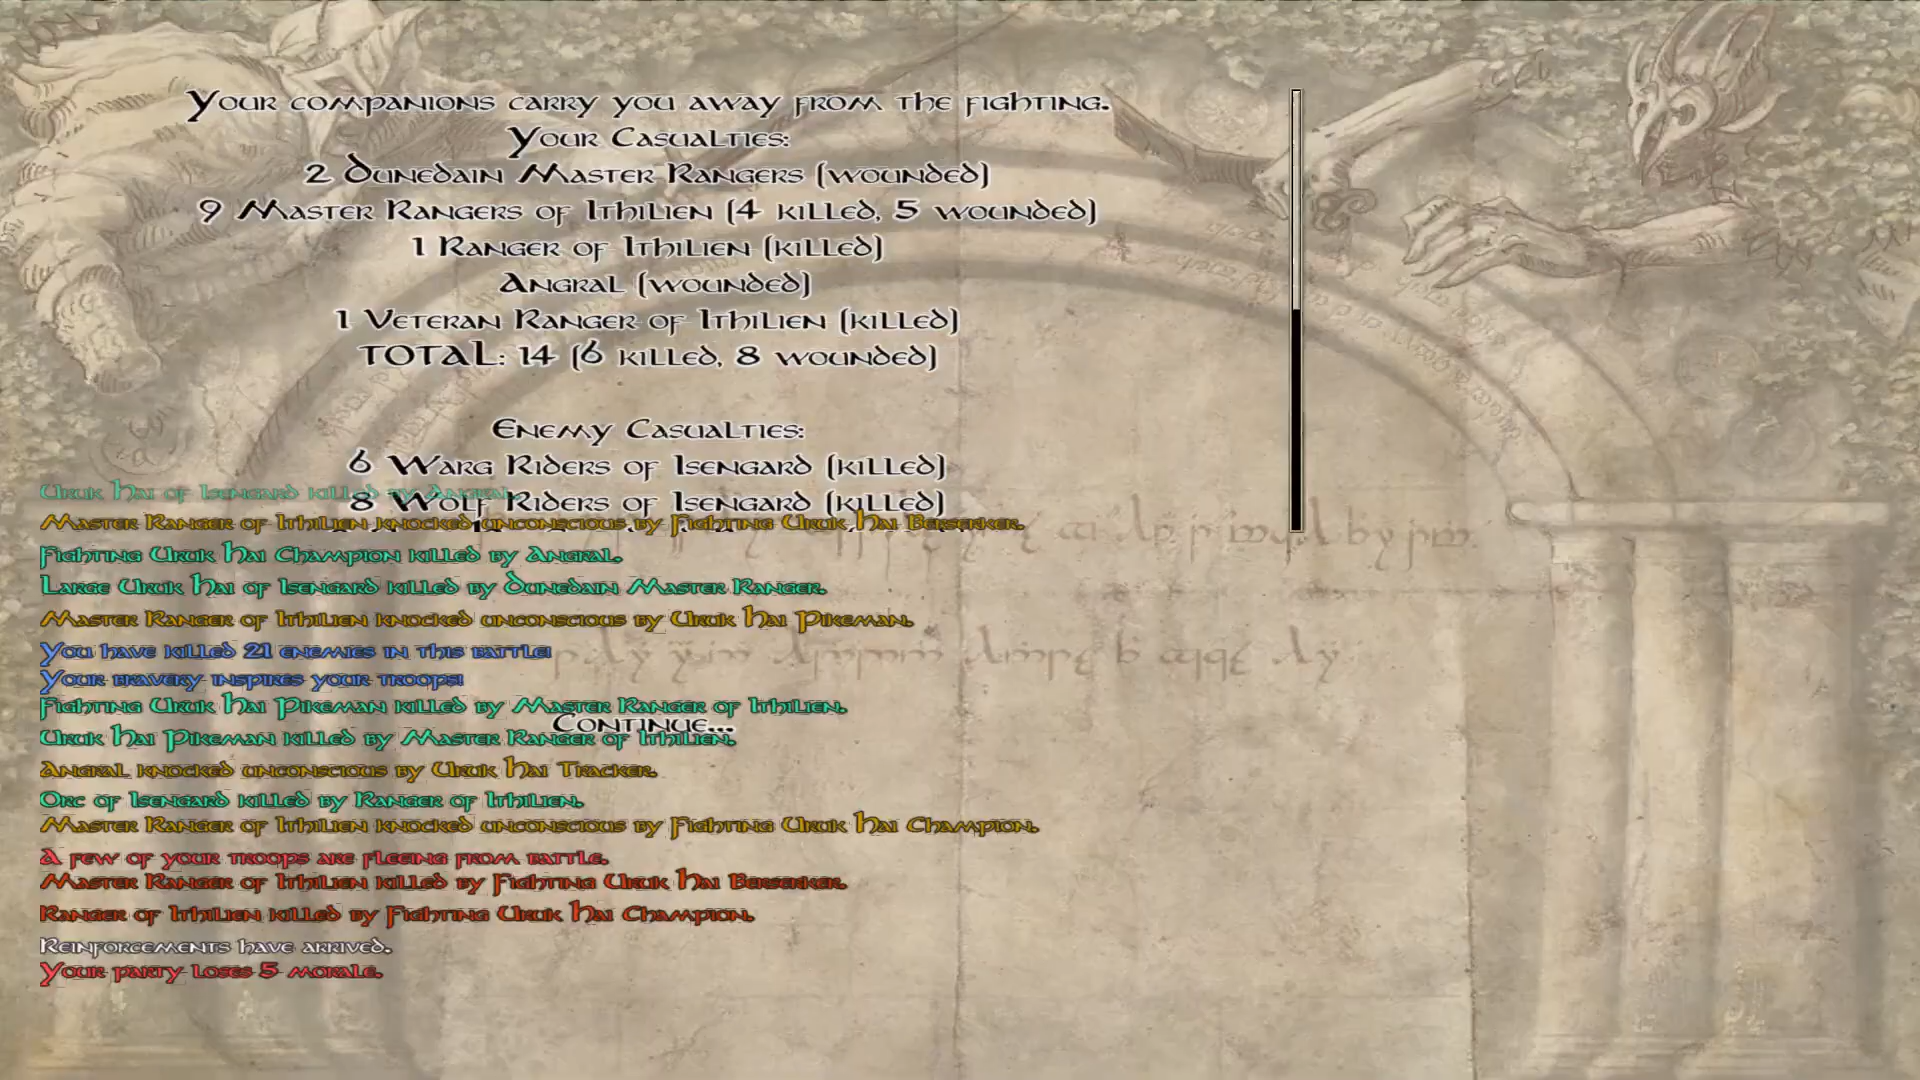 Your companions carry you away from the fighting.
Your Casualties:
2 Dunedain Master Rangers (wounded)
9 Master Rangers of Ithilien (4 killed, 5 wounded)
1 Ranger of Ithilien (killed)
Angral (wounded)
1 Veteran Ranger of Ithilien (killed)
TOTAL: 14 (6 killed, 8 wounded)
Enemy Casualties:
6 Warg Riders of Isengard (killed)
8 Wolf Riders of Isengard (killed)
Uruk Hai of Isengard killed by Angral.
Master Ranger of Ithilien knocked unconscious by Fighting Uruk Hai Berserker.
Fighting Uruk Hai Champion killed by Angral.
Large Uruk Hai of Isengard killed by Dunedain Master Ranger.
Master Ranger of Ithilien knocked unconscious by Uruk Hai Pikeman.
You have killed 21 enemies in this battle!
Your bravery inspires your troops!
Fighting Uruk Hai Pikeman killed by Master Ranger of Ithilien.
Continue...
Uruk Hai Pikeman killed by Master Ranger of Ithilien.
Angral knocked unconscious by Uruk Hai Tracker.
Orc of Isengard killed by Ranger of Ithilien.
Master Ranger of Ithilien knocked unconscious by Fighting Uruk Hai Champion.
A few of your troops are fleeing from battle.
Master Ranger of Ithilien killed by Fighting Uruk Hai Berserker.
Ranger of Ithilien killed by Fighting Uruk Hai Champion.
Reinforcements have arrived.
Your party loses 5 morale.